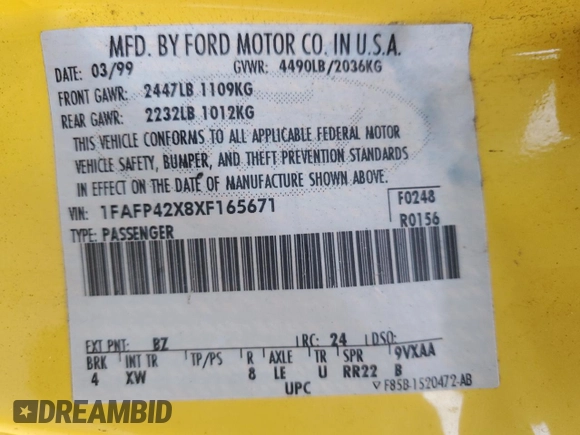 MFD. BY FORD MOTOR CO. IN U.S.A.
DATE: 03/99 GVWR: 4490LB/2036KG
FRONT GAWR: 2447LB 1109KG
REAR GAWR: 2232LB 1012KG
THIS VEHICLE CONFORMS TO ALL APPLICABLE FEDERAL MOTOR
VEHICLE SAFETY, BUMPER, AND THEFT PREVENTION STANDARDS
IN EFFECT ON THE DATE OF MANUFACTURE SHOWN ABOVE.
VIN: 1FAFP42X8XF165671 F0248
TYPE: PASSENGER R0156
EXT PNT: BZ RC: 24 DSO:
BRK INT TR TP/PS R AXLE TR SPR 9VXAA
4 XW 8 LE U RR22 B
UPC F85B-1520472-AB
DREAMBID